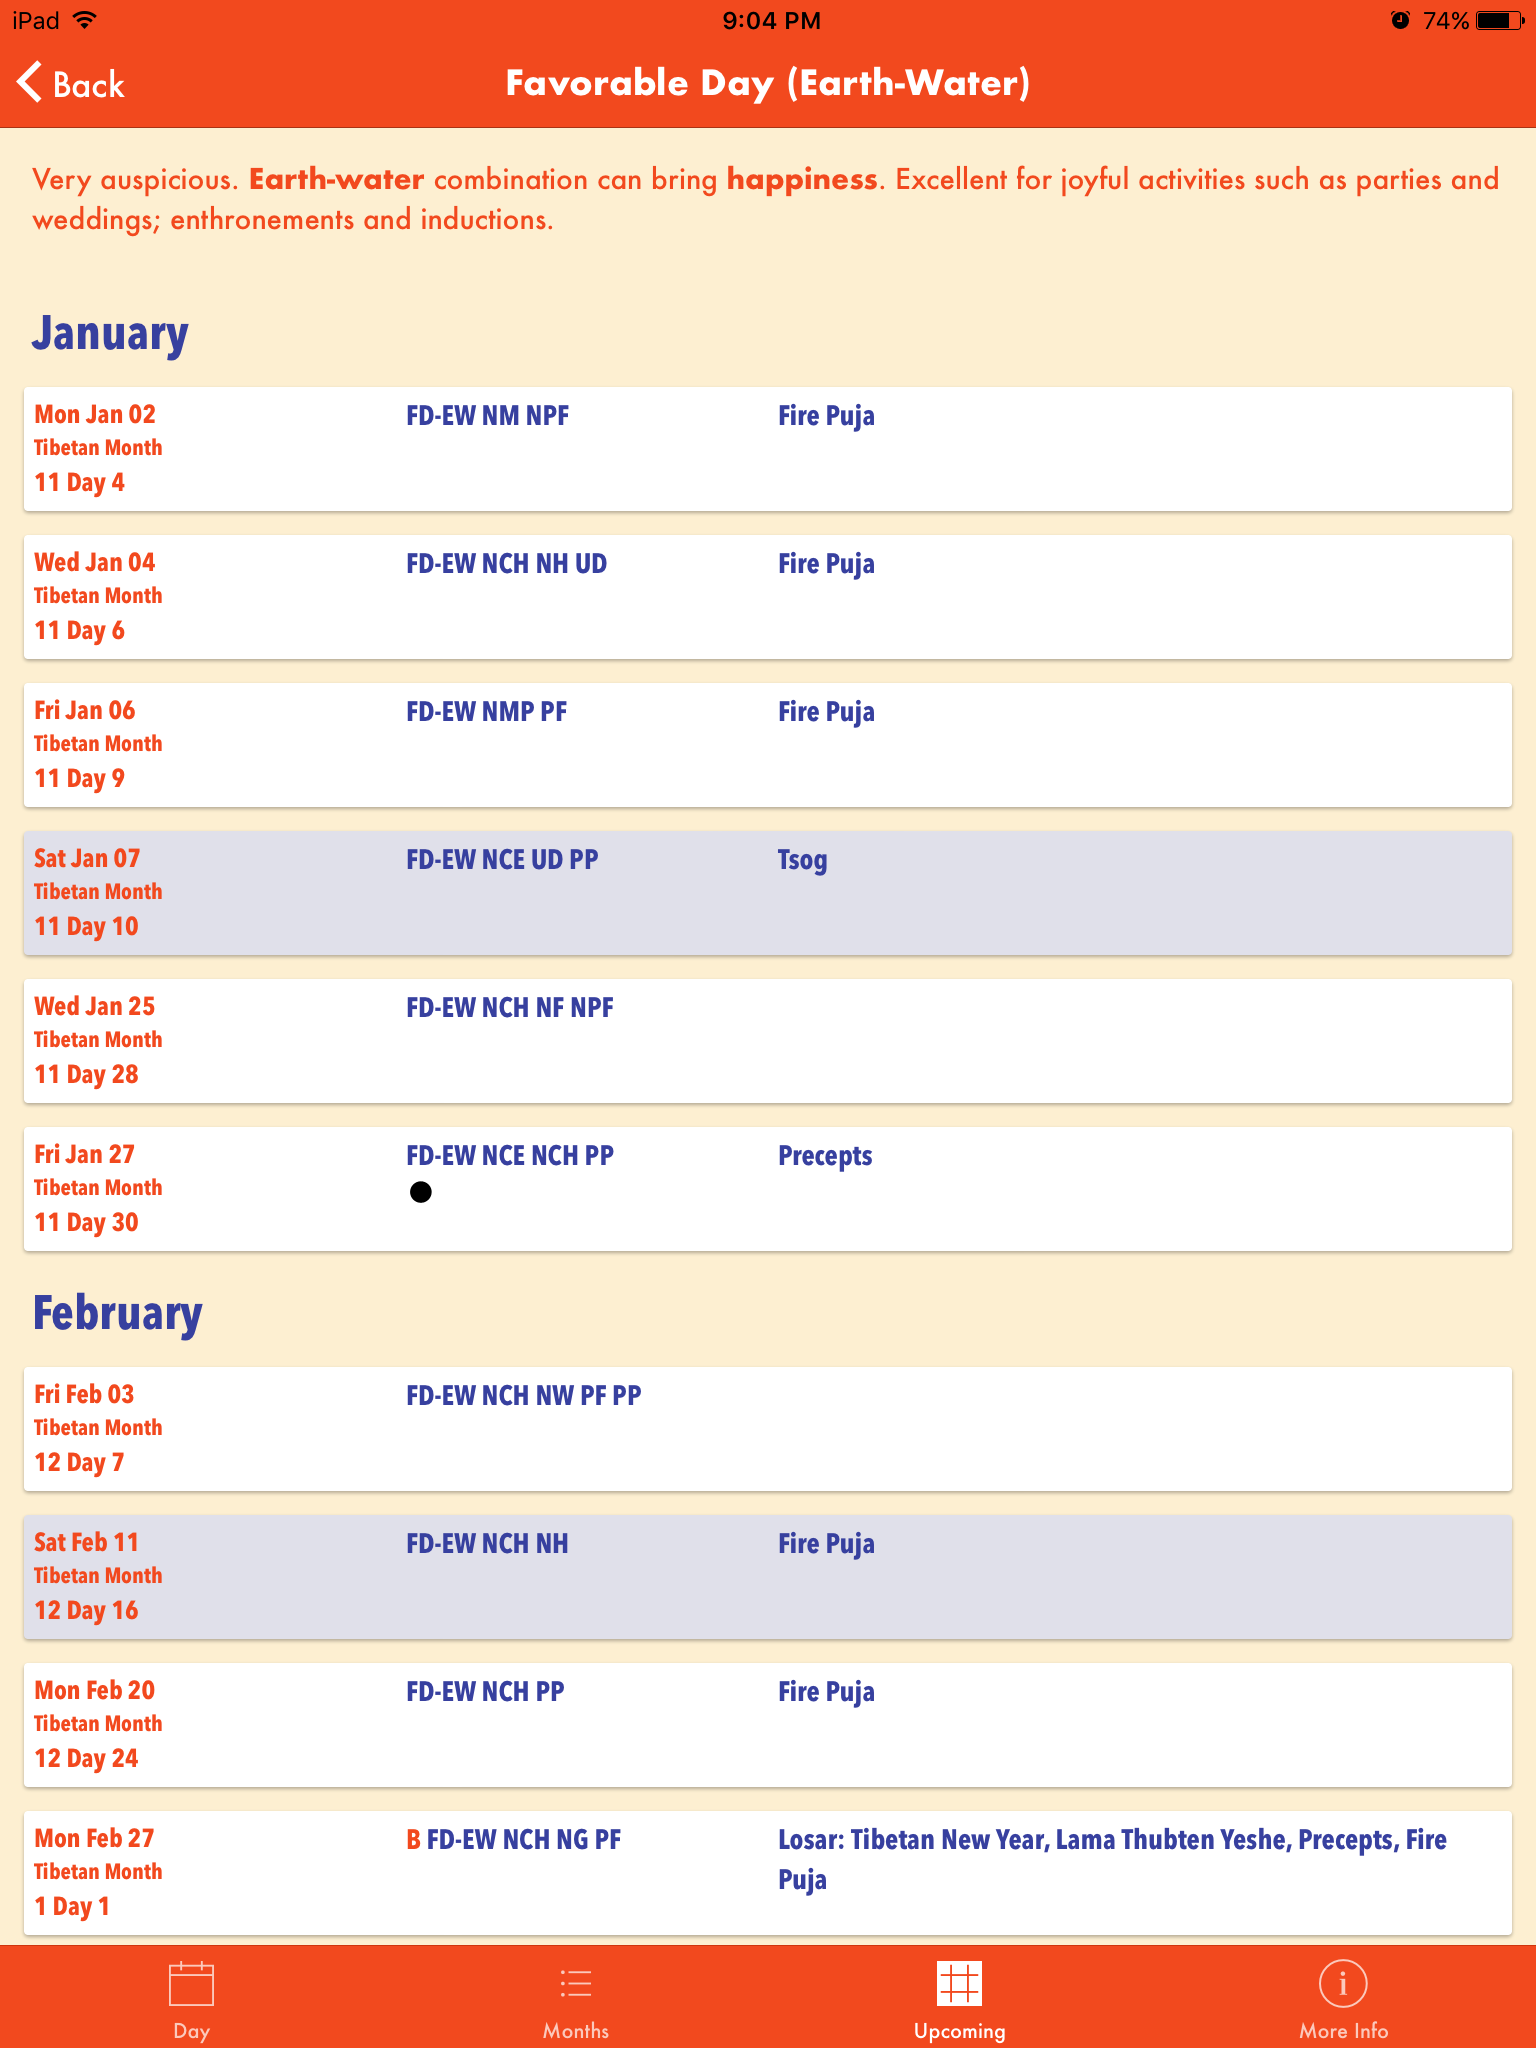 iPad 9:04 PM 74%
Back Favorable Day (Earth-Water)
Very auspicious. Earth-water combination can bring happiness. Excellent for joyful activities such as parties and
weddings; enthronements and inductions.
January
Mon Jan 02 FD-EW NM NPF Fire Puja
Tibetan Month
11 Day 4
Wed Jan 04 FD-EW NCH NH UD Fire Puja
Tibetan Month
11 Day 6
Fri Jan 06 FD-EW NMP PF Fire Puja
Tibetan Month
11 Day 9
Sat Jan 07 FD-EW NCE UD PP Tsog
Tibetan Month
11 Day 10
Wed Jan 25 FD-EW NCH NF NPF
Tibetan Month
11 Day 28
Fri Jan 27 FD-EW NCE NCH PP Precepts
Tibetan Month
11 Day 30
February
Fri Feb 03 FD-EW NCH NW PF PP
Tibetan Month
12 Day 7
Sat Feb 11 FD-EW NCH NH Fire Puja
Tibetan Month
12 Day 16
Mon Feb 20 FD-EW NCH PP Fire Puja
Tibetan Month
12 Day 24
Mon Feb 27 B FD-EW NCH NG PF Losar: Tibetan New Year, Lama Thubten Yeshe, Precepts, Fire
Tibetan Month Puja
1 Day 1
Day Months Upcoming More Info